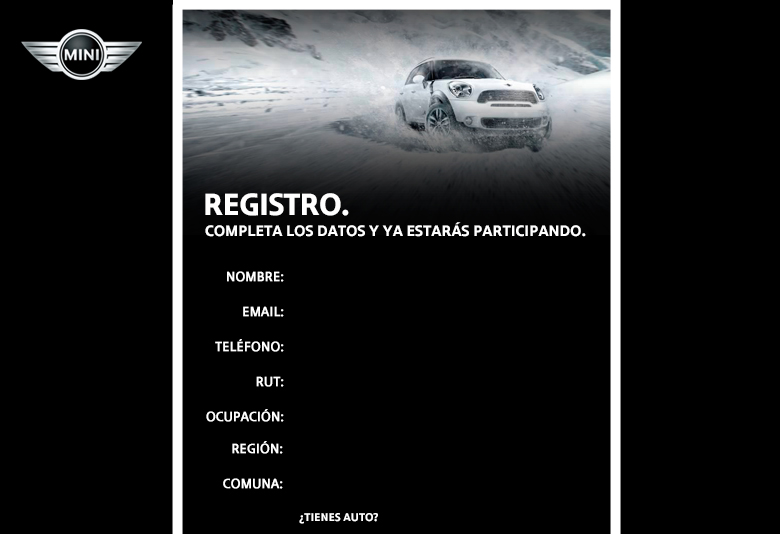 MINI
REGISTRO.
COMPLETA LOS DATOS Y YA ESTARÁS PARTICIPANDO.
NOMBRE:
EMAIL:
TELÉFONO:
RUT:
OCUPACIÓN:
REGIÓN:
COMUNA:
¿TIENES AUTO?